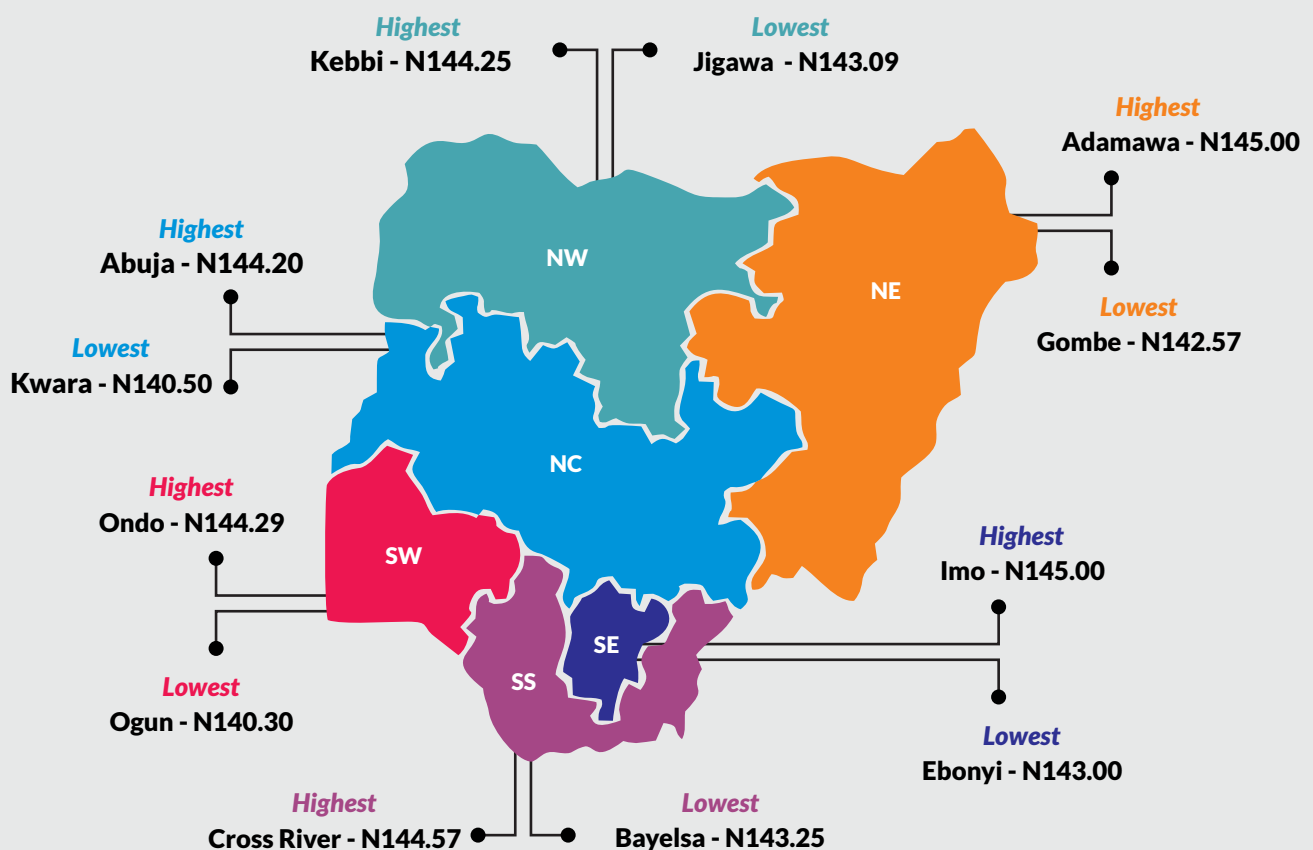 Highest
Kebbi - N144.25
Lowest
Jigawa - N143.09
Highest
Adamawa - N145.00
Lowest
Gombe - N142.57
Highest
Abuja - N144.20
Lowest
Kwara - N140.50
NW
NE
NC
SW
SE
SS
Highest
Ondo - N144.29
Lowest
Ogun - N140.30
Highest
Imo - N145.00
Lowest
Ebonyi - N143.00
Highest
Cross River - N144.57
Lowest
Bayelsa - N143.25